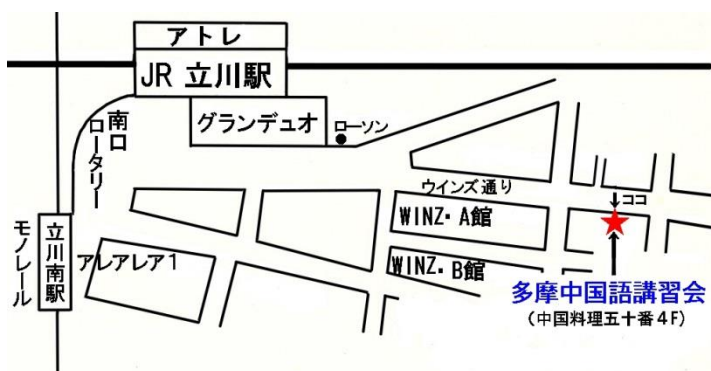 アトレ
JR 立川駅
グランデュオ
ローソン
南口
ロータリー
ウインズ通り
ココ
WINZ・A館
WINZ・B館
モノレール
立川南駅
アレアレア1
多摩中国語講習会
(中国料理五十番4F)